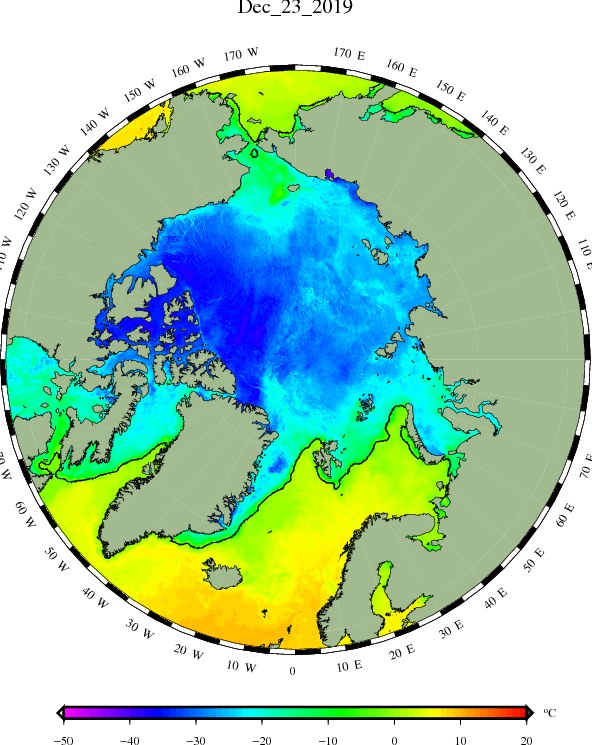 Dec_23_2019
170 W
170 E
160 W
160 E
150 W
150 E
140 W
140 E
130 W
130 E
120 W
120 E
110 E
70 E
60 W
60 E
50 W
50 E
40 W
40 E
30 W
30 E
20 W
20 E
10 W
10 E
0
°C
−50 −40 −30 −20 −10 0 10 20